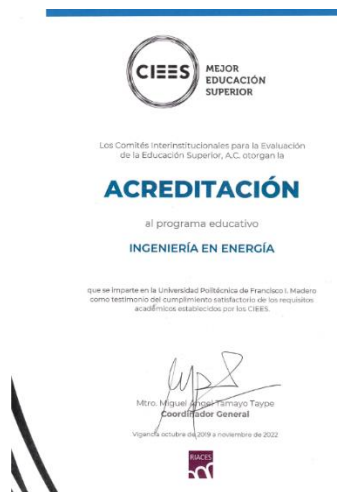 CIEES
MEJOR
EDUCACIÓN
SUPERIOR
Los Comités Interinstitucionales para la Evaluación
de la Educación Superior, A.C. otorgan la
ACREDITACIÓN
al programa educativo
INGENIERÍA EN ENERGÍA
que se imparte en la Universidad Politécnica de Francisco I. Madero
como testimonio del cumplimiento satisfactorio de los requisitos
académicos establecidos por los CIEES.
Mtro. Miguel Ángel Tamayo Taype
Coordinador General
Vigencia octubre de 2019 a noviembre de 2022
RIACES